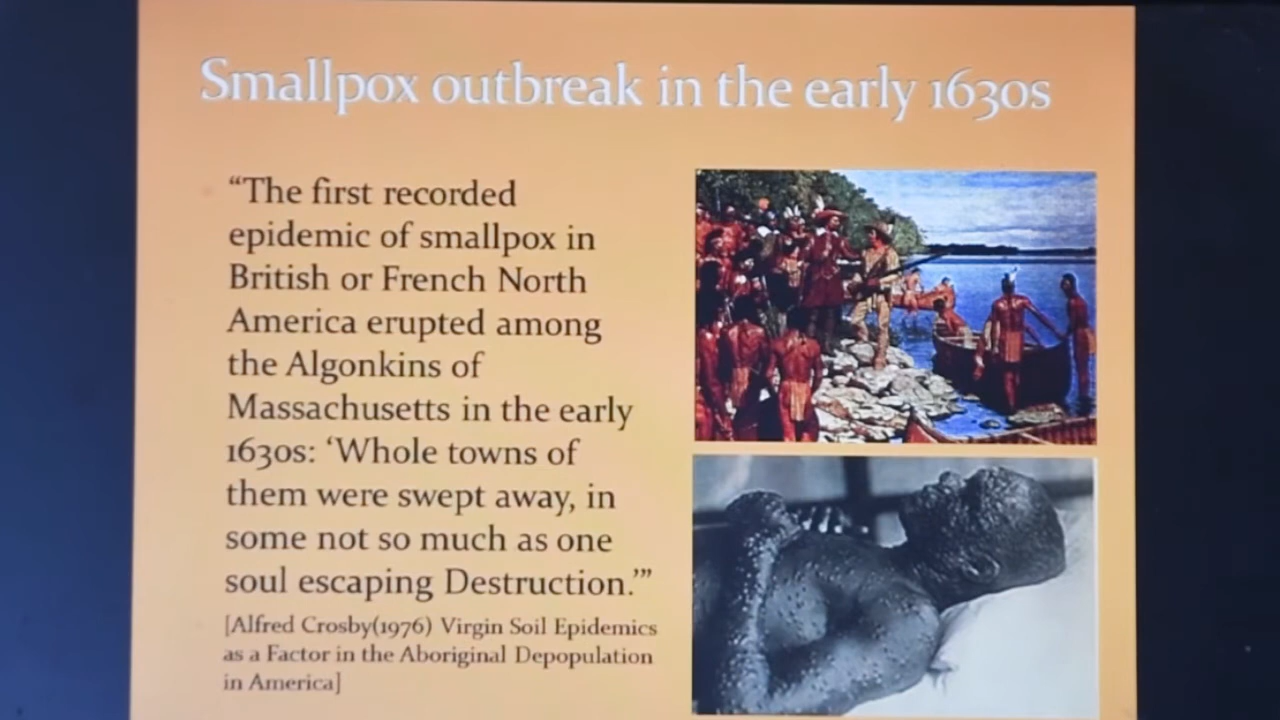 Smallpox outbreak in the early 1630s
“The first recorded
epidemic of smallpox in
British or French North
America erupted among
the Algonkins of
Massachusetts in the early
1630s: ‘Whole towns of
them were swept away, in
some not so much as one
soul escaping Destruction.’”
[Alfred Crosby(1976) Virgin Soil Epidemics
as a Factor in the Aboriginal Depopulation
in America]